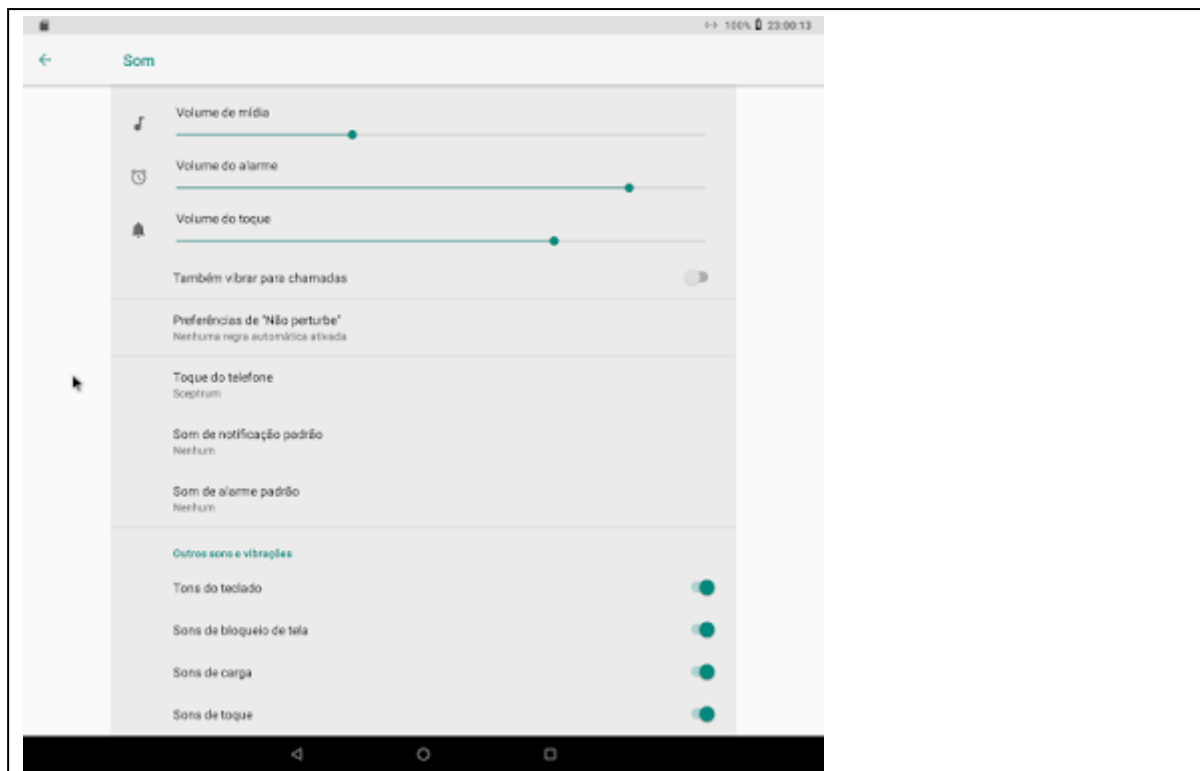 100% 23:00:13
Som
Volume de mídia
Volume do alarme
Volume do toque
Também vibrar para chamadas
Preferências de "Não perturbe"
Nenhuma regra automática ativada
Toque do telefone
Sceptrum
Som de notificação padrão
Nenhum
Som de alarme padrão
Nenhum
Outros sons e vibrações
Tons do teclado
Sons de bloqueio de tela
Sons de carga
Sons de toque